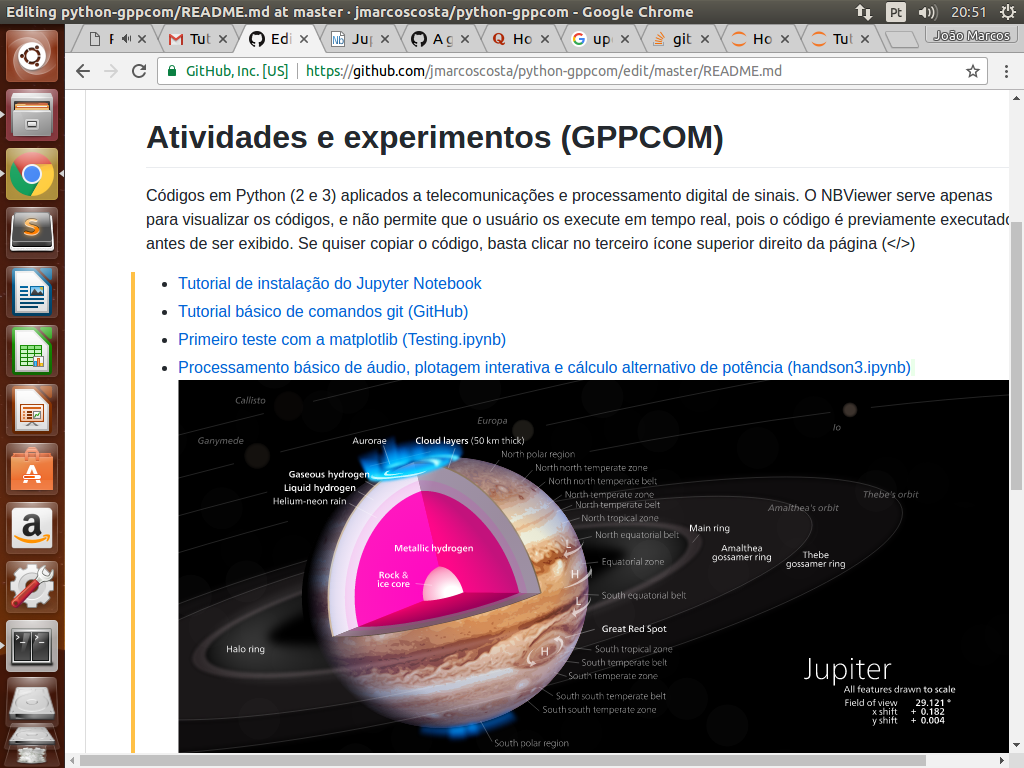 Editing python-gppcom/README.md at master · jmarcoscosta/python-gppcom - Google Chrome
Pt 20:51
F Tut Edi Ju A g Ho upo git Ho Tut João Marcos
GitHub, Inc. [US] https://github.com/jmarcoscosta/python-gppcom/edit/master/README.md
Atividades e experimentos (GPPCOM)
Códigos em Python (2 e 3) aplicados a telecomunicações e processamento digital de sinais. O NBViewer serve apenas
para visualizar os códigos, e não permite que o usuário os execute em tempo real, pois o código é previamente executado
antes de ser exibido. Se quiser copiar o código, basta clicar no terceiro ícone superior direito da página (</>)
Tutorial de instalação do Jupyter Notebook
Tutorial básico de comandos git (GitHub)
Primeiro teste com a matplotlib (Testing.ipynb)
Processamento básico de áudio, plotagem interativa e cálculo alternativo de potência (handson3.ipynb)
Callisto
Ganymede
Europa
Io
Aurorae
Cloud layers (50 km thick)
Gaseous hydrogen
Liquid hydrogen
Helium-neon rain
Metallic hydrogen
Rock &
Ice core
North polar region
North north temperate zone
North north temperate belt
North temperate zone
North temperate belt
North tropical zone
North equatorial belt
Equatorial zone
South equatorial belt
Great Red Spot
South tropical zone
South temperate belt
South temperate zone
South south temperate belt
South south temperate zone
South polar region
L
H
L
H
Halo ring
Main ring
Amalthea
gossamer ring
Thebe
gossamer ring
Amalthea's orbit
Thebe's orbit
Jupiter
All features drawn to scale
Field of view 29.121 °
x shift + 0.182
y shift + 0.004